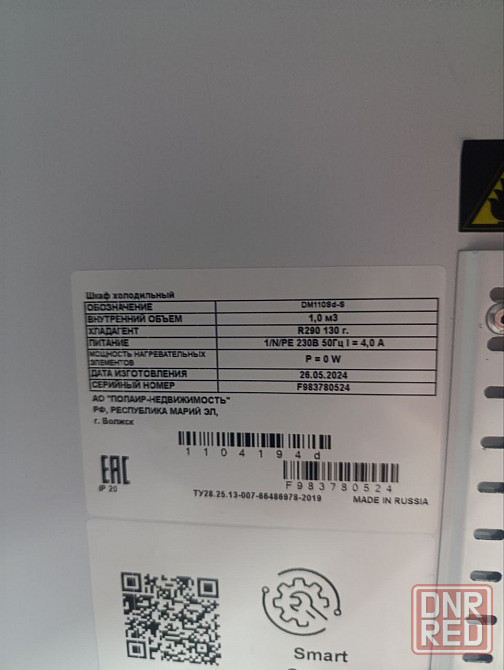 Шкаф холодильный
ОБОЗНАЧЕНИЕ DM110Sd-S
ВНУТРЕННИЙ ОБЪЕМ 1,0 м3
ХЛАДАГЕНТ R290 130 г.
ПИТАНИЕ 1/N/PE 230В 50Гц I = 4,0 А
МОЩНОСТЬ НАГРЕВАТЕЛЬНЫХ ЭЛЕМЕНТОВ P = 0 W
ДАТА ИЗГОТОВЛЕНИЯ 26.05.2024
СЕРИЙНЫЙ НОМЕР F983780524
АО "ПОЛАИР-НЕДВИЖИМОСТЬ"
РФ, РЕСПУБЛИКА МАРИЙ ЭЛ,
г. Волжск
1104194d
F983780524
EAC
IP 20
ТУ28.25.13-007-66486978-2019
MADE IN RUSSIA
Smart
DNR
RED